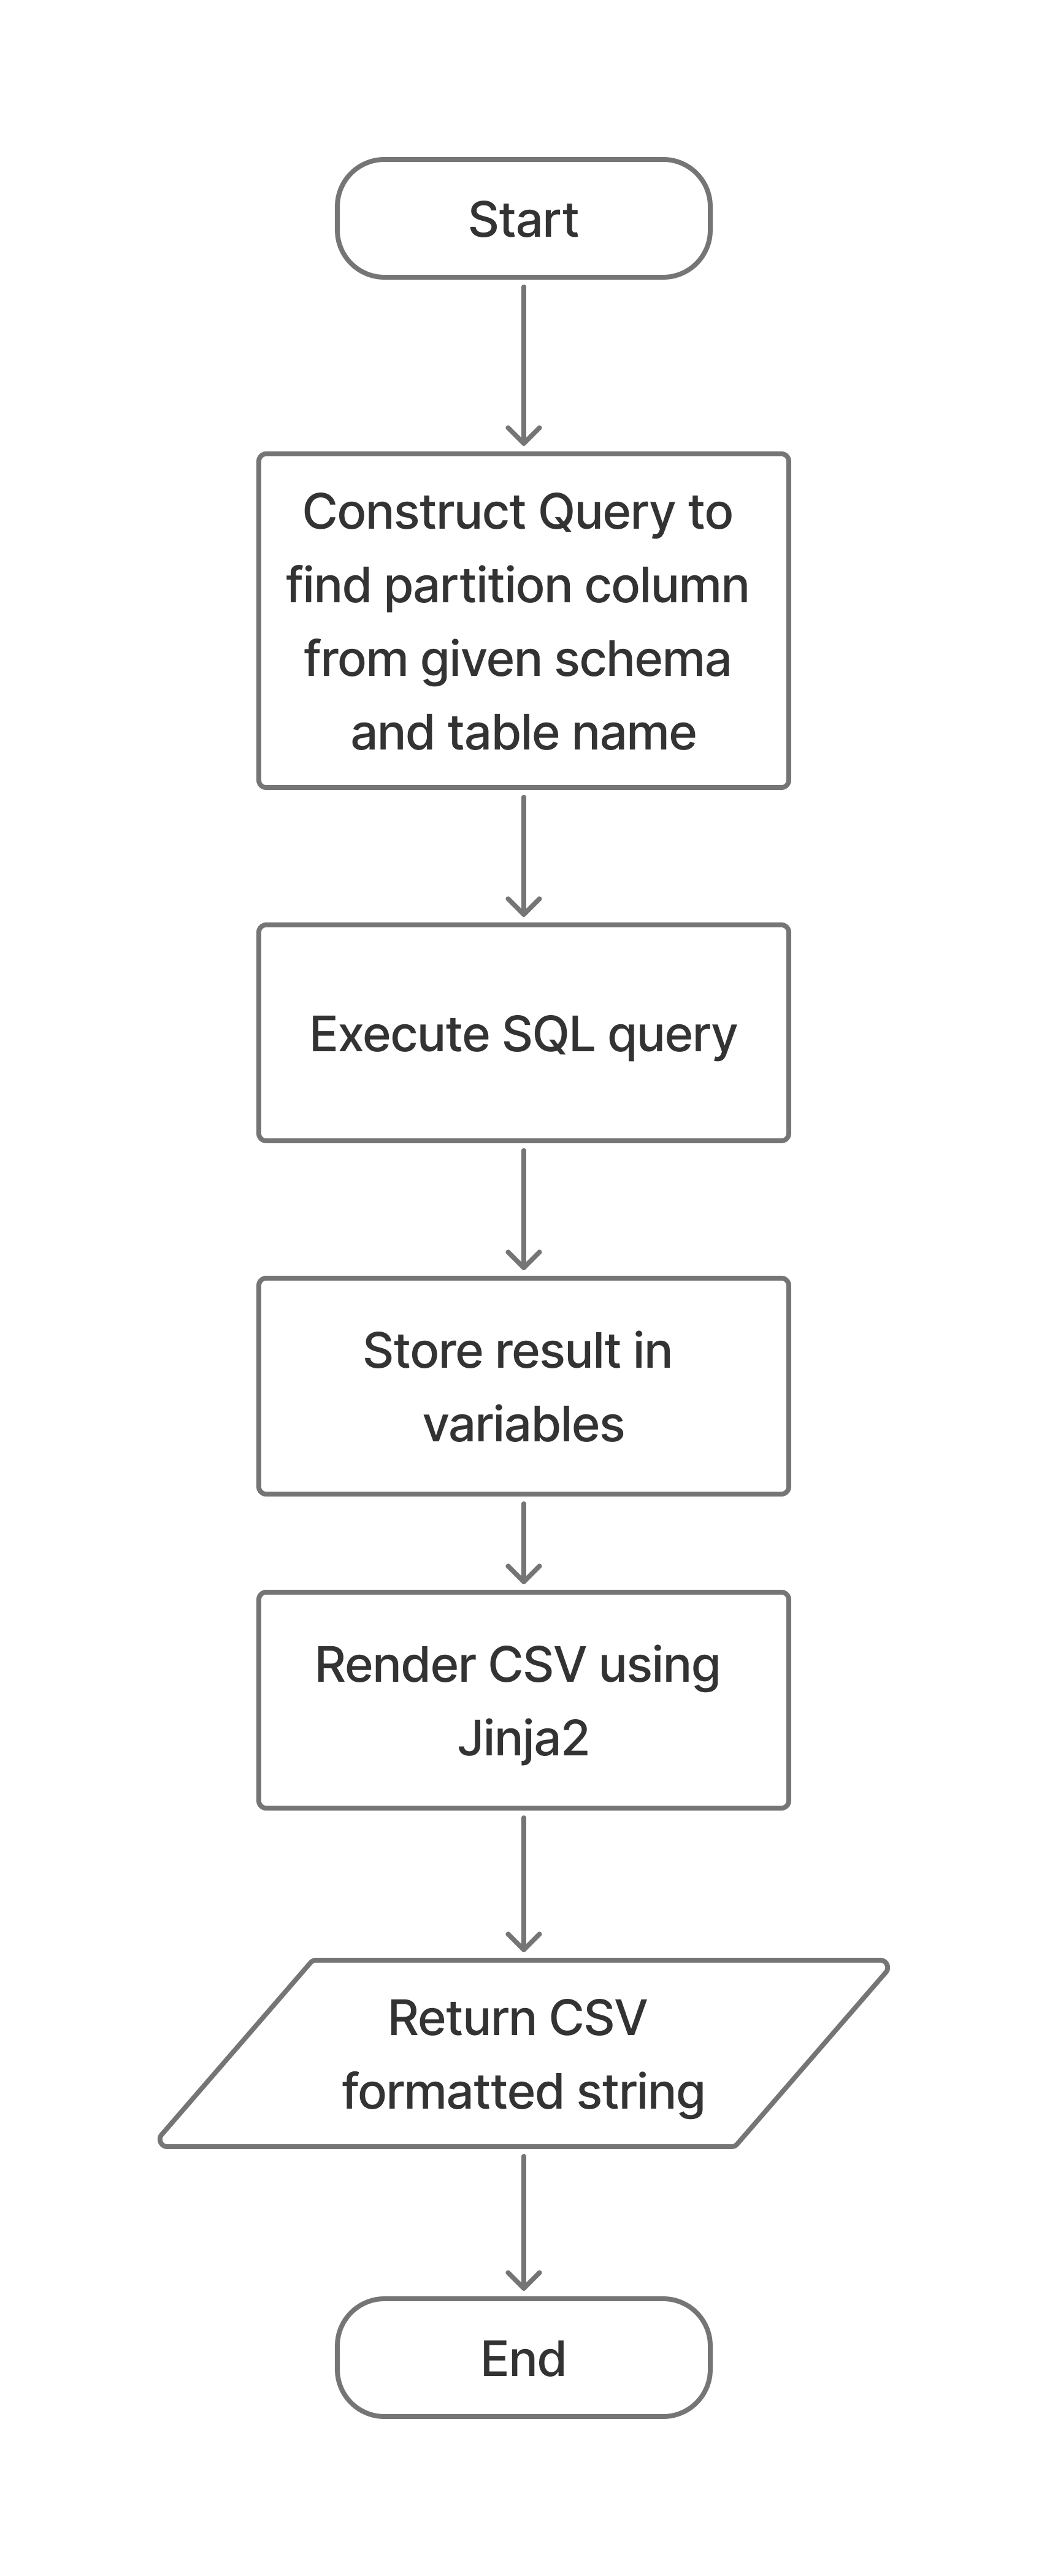 Start
Construct Query to
find partition column
from given schema
and table name
Execute SQL query
Store result in
variables
Render CSV using
Jinja2
Return CSV
formatted string
End